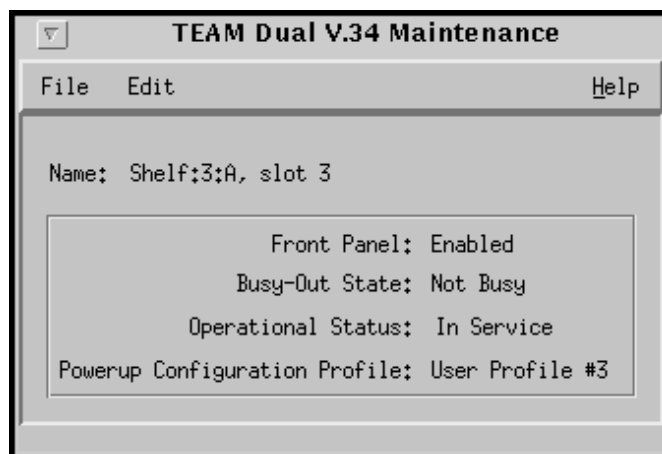 TEAM Dual V.34 Maintenance
File Edit Help
Name: Shelf:3:A, slot 3
Front Panel: Enabled
Busy-Out State: Not Busy
Operational Status: In Service
Powerup Configuration Profile: User Profile #3